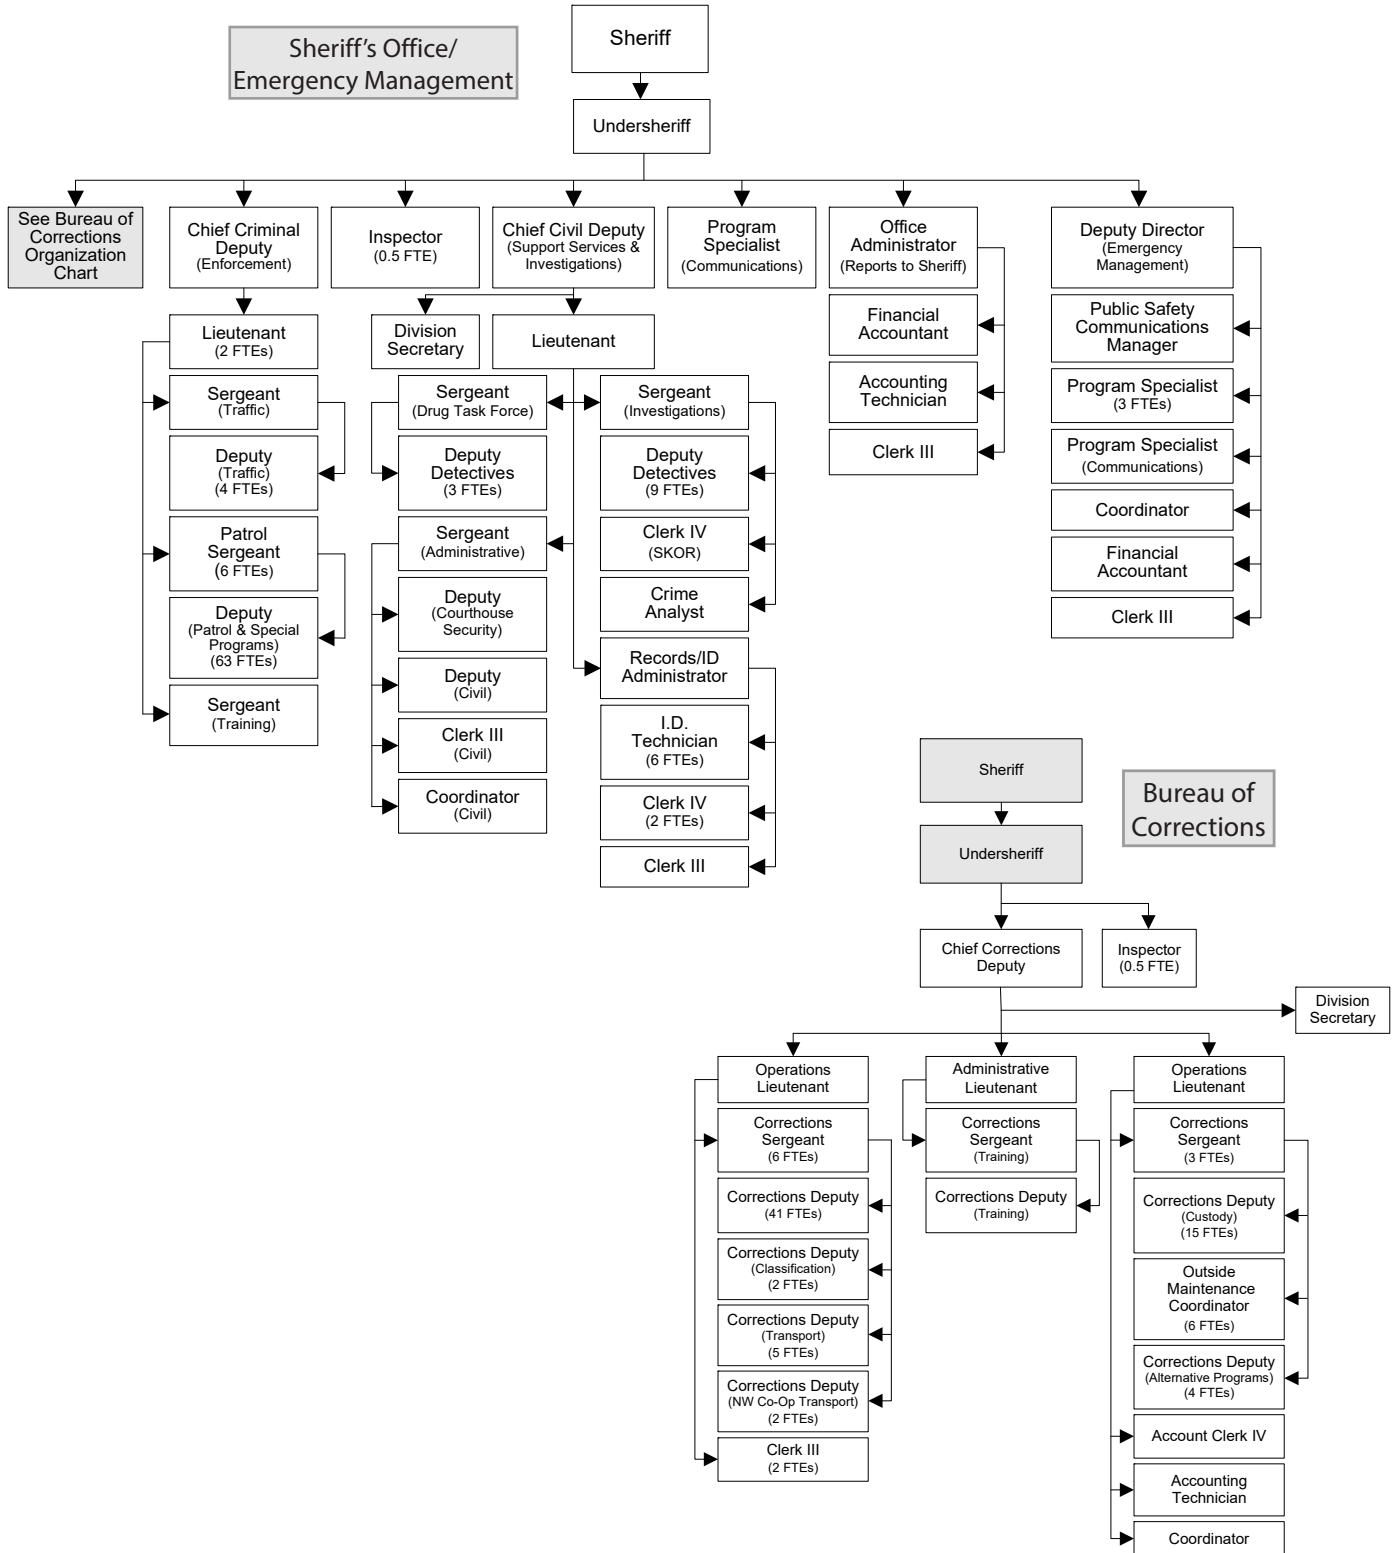 Sheriff's Office/
Emergency Management
Sheriff
Undersheriff
See Bureau of
Corrections
Organization
Chart
Chief Criminal
Deputy
(Enforcement)
Inspector
(0.5 FTE)
Chief Civil Deputy
(Support Services &
Investigations)
Program
Specialist
(Communications)
Office
Administrator
(Reports to Sheriff)
Deputy Director
(Emergency
Management)
Lieutenant
(2 FTEs)
Sergeant
(Traffic)
Deputy
(Traffic)
(4 FTEs)
Patrol
Sergeant
(6 FTEs)
Deputy
(Patrol & Special
Programs)
(63 FTEs)
Sergeant
(Training)
Division
Secretary
Lieutenant
Sergeant
(Drug Task Force)
Deputy
Detectives
(3 FTEs)
Sergeant
(Administrative)
Deputy
(Courthouse
Security)
Deputy
(Civil)
Clerk III
(Civil)
Coordinator
(Civil)
Sergeant
(Investigations)
Deputy
Detectives
(9 FTEs)
Clerk IV
(SKOR)
Crime
Analyst
Records/ID
Administrator
I.D.
Technician
(6 FTEs)
Clerk IV
(2 FTEs)
Clerk III
Financial
Accountant
Accounting
Technician
Clerk III
Public Safety
Communications
Manager
Program Specialist
(3 FTEs)
Program Specialist
(Communications)
Coordinator
Financial
Accountant
Clerk III
Bureau of
Corrections
Sheriff
Undersheriff
Chief Corrections
Deputy
Inspector
(0.5 FTE)
Division
Secretary
Operations
Lieutenant
Corrections
Sergeant
(6 FTEs)
Corrections Deputy
(41 FTEs)
Corrections Deputy
(Classification)
(2 FTEs)
Corrections Deputy
(Transport)
(5 FTEs)
Corrections Deputy
(NW Co-Op Transport)
(2 FTEs)
Clerk III
(2 FTEs)
Administrative
Lieutenant
Corrections
Sergeant
(Training)
Corrections Deputy
(Training)
Operations
Lieutenant
Corrections
Sergeant
(3 FTEs)
Corrections Deputy
(Custody)
(15 FTEs)
Outside
Maintenance
Coordinator
(6 FTEs)
Corrections Deputy
(Alternative Programs)
(4 FTEs)
Account Clerk IV
Accounting
Technician
Coordinator